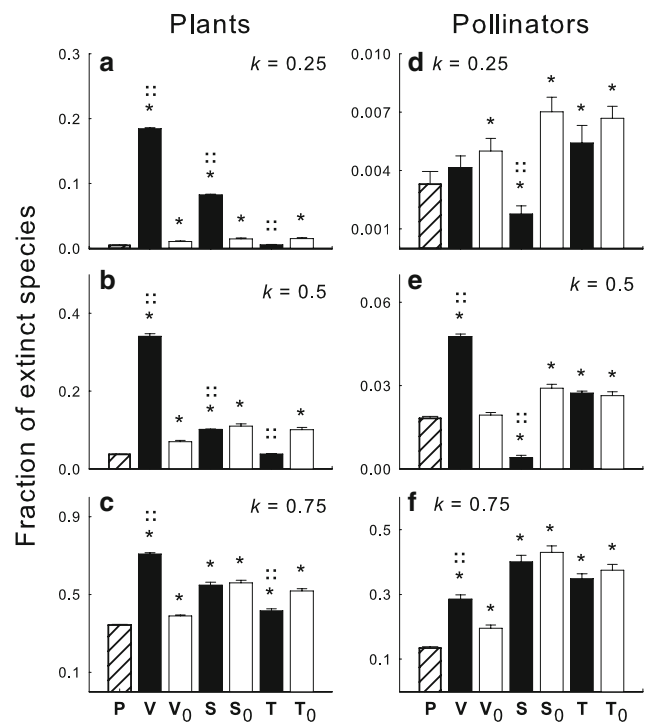 Plants Pollinators
Fraction of extinct species
a k = 0.25
0.3
0.2
0.1
0.0
:: * :: * * * :: *
d k = 0.25
0.010
0.007
0.004
0.001
* :: * * * *
b k = 0.5
0.4
0.2
0.0
:: * * :: * * :: *
e k = 0.5
0.06
0.03
0.00
:: * :: * * * *
c k = 0.75
0.9
0.5
0.1
:: * * * * :: * *
f k = 0.75
0.5
0.3
0.1
:: * * * * * *
P V V0 S S0 T T0
P V V0 S S0 T T0